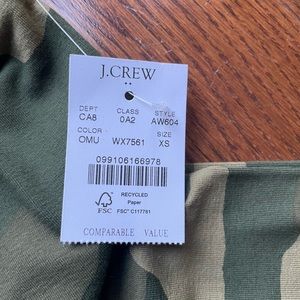 J.CREW
DEPT CLASS STYLE
CA8 0A2 AW604
COLOR SIZE
OMU WX7561 XS
099106166978
RECYCLED
Paper
FSC
FSC® C117781
COMPARABLE VALUE